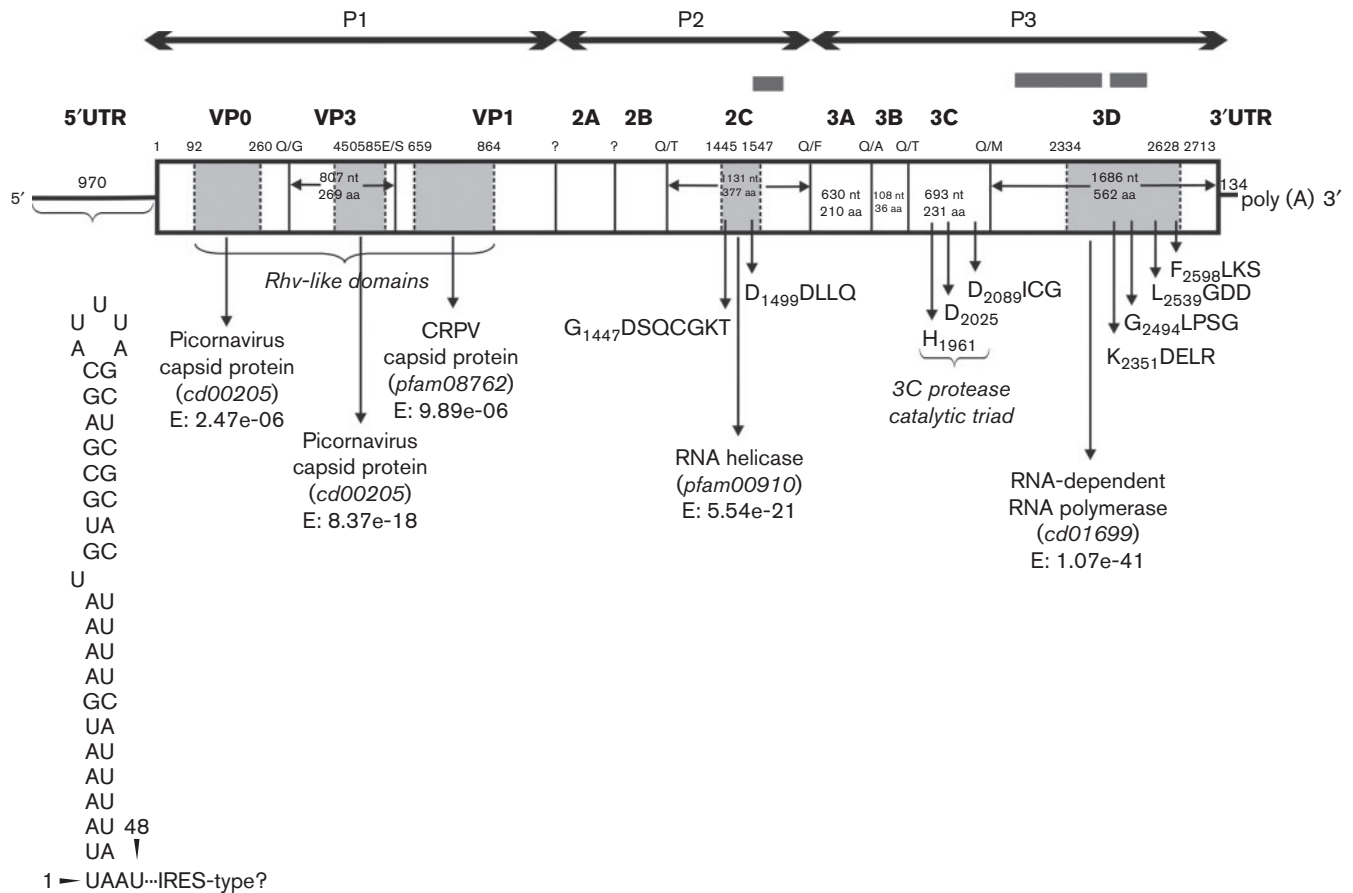 P1 P2 P3
5′UTR VP0 VP3 VP1 2A 2B 2C 3A 3B 3C 3D 3′UTR
1 92 260 Q/G 450585E/S 659 864 ? ? Q/T 1445 1547 Q/F Q/A Q/T Q/M 2334 2628 2713
5′ 970 807 nt 1131 nt 630 nt 108 nt 693 nt 1686 nt 134 poly (A) 3′
269 aa 377 aa 210 aa 36 aa 231 aa 562 aa
Rhv-like domains
Picornavirus
capsid protein
(cd00205)
E: 2.47e-06
Picornavirus
capsid protein
(cd00205)
E: 8.37e-18
CRPV
capsid protein
(pfam08762)
E: 9.89e-06
G1447DSQCGKT
D1499DLLQ
RNA helicase
(pfam00910)
E: 5.54e-21
H1961
D2025
D2089ICG
3C protease
catalytic triad
K2351DELR
G2494LPSG
L2539GDD
F2598LKS
RNA-dependent
RNA polymerase
(cd01699)
E: 1.07e-41
U
U U
A A
CG
GC
AU
GC
CG
GC
UA
GC
U
AU
AU
AU
AU
GC
UA
AU
AU
AU
AU 48
UA
1 UAAU···IRES-type?